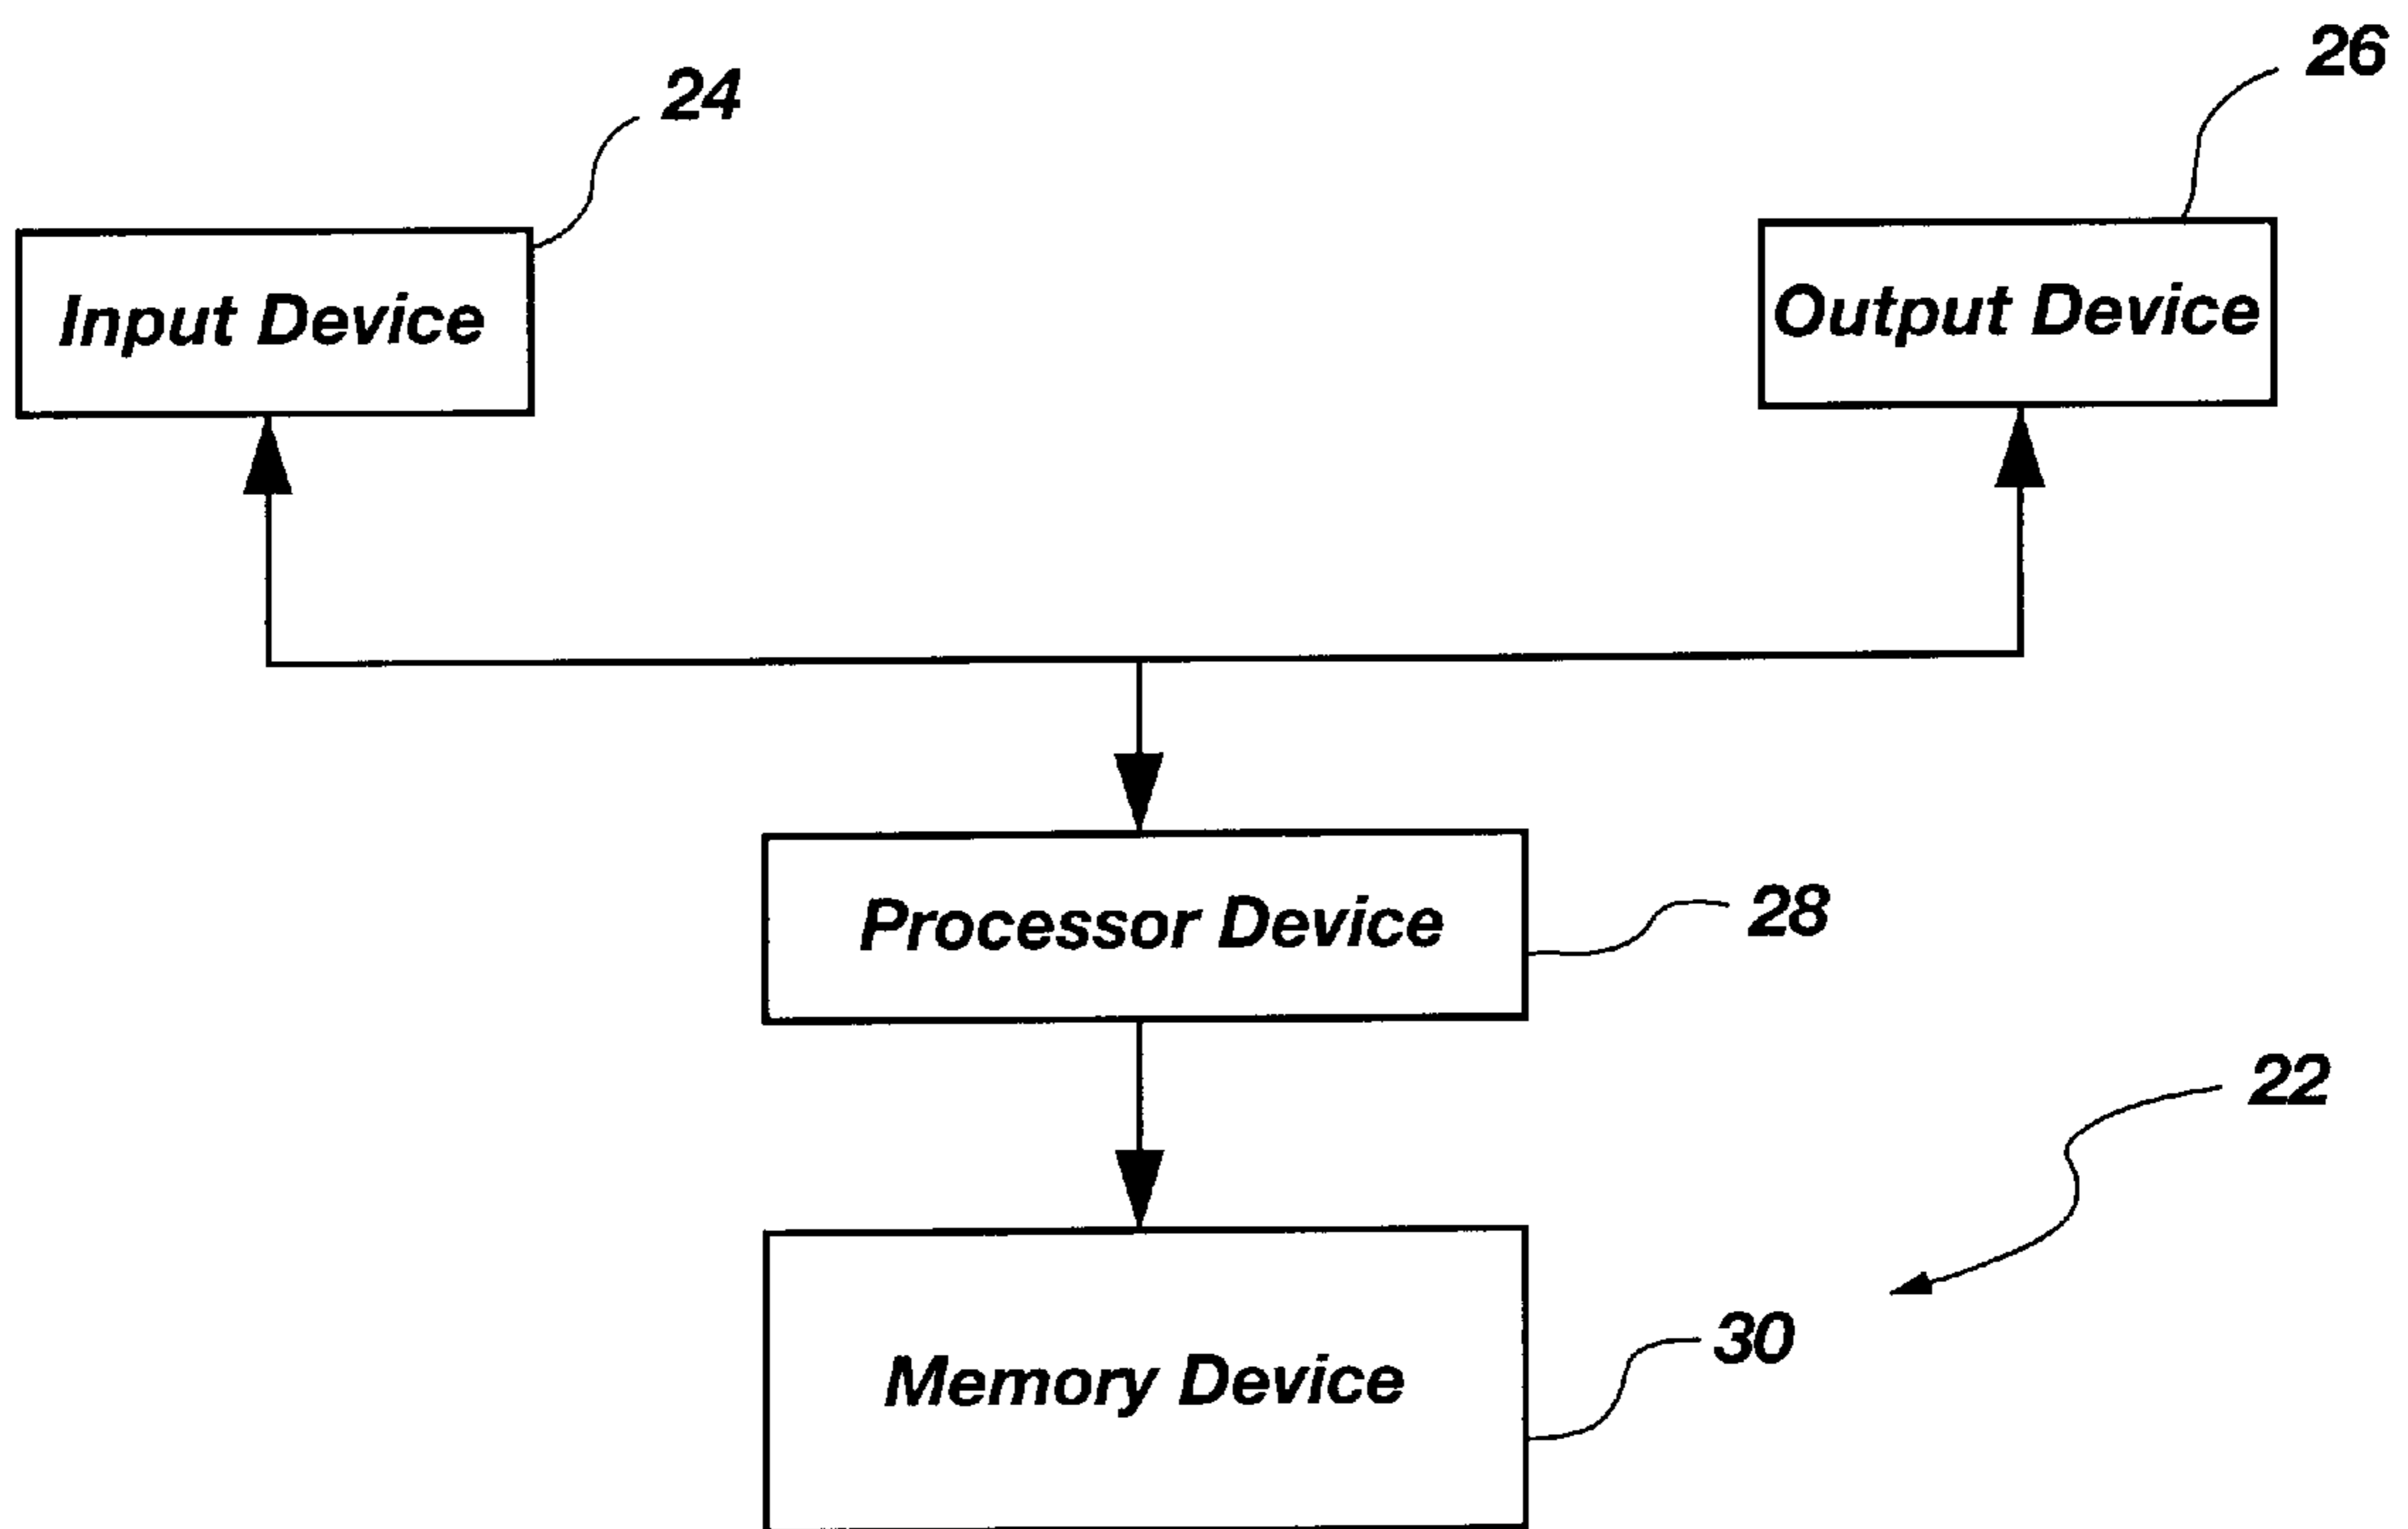 24
26
Input Device
Output Device
Processor Device
28
22
30
Memory Device